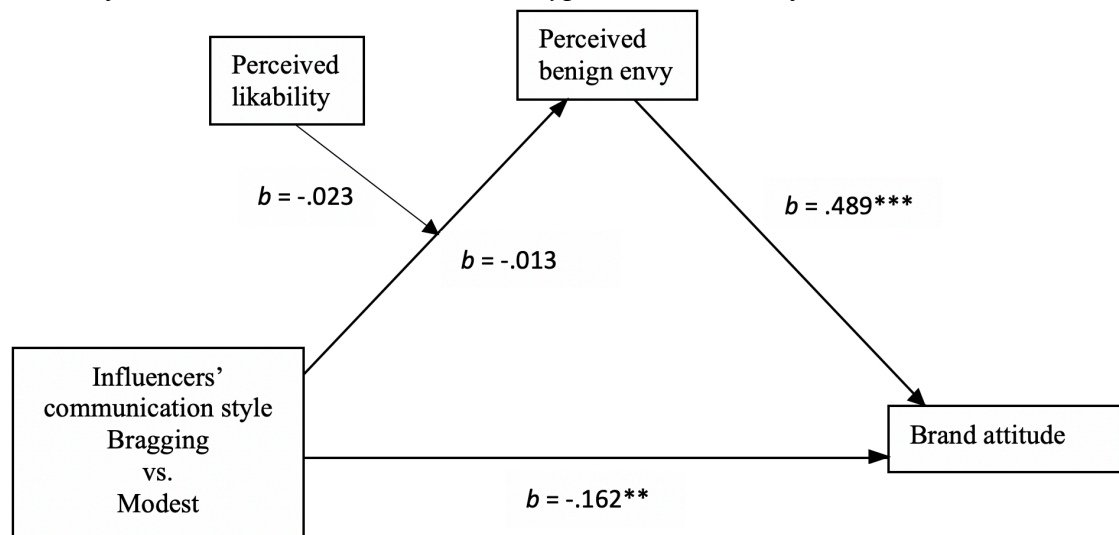 Perceived
likability
Perceived
benign envy
b = -.023
b = .489***
b = -.013
Influencers’
communication style
Bragging
vs.
Modest
Brand attitude
b = -.162**